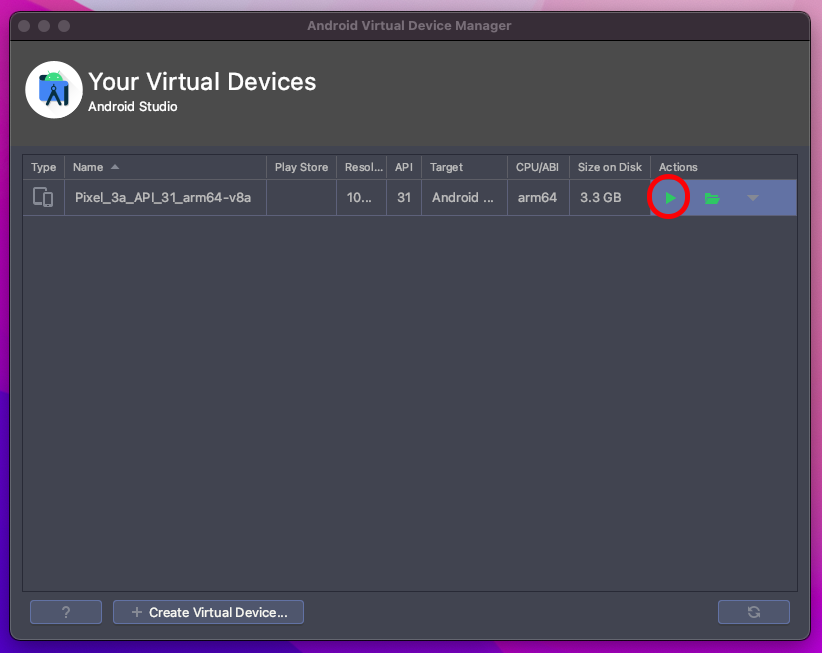 Android Virtual Device Manager
Your Virtual Devices
Android Studio
Type Name Play Store Resol... API Target CPU/ABI Size on Disk Actions
Pixel_3a_API_31_arm64-v8a 10... 31 Android ... arm64 3.3 GB
? + Create Virtual Device...